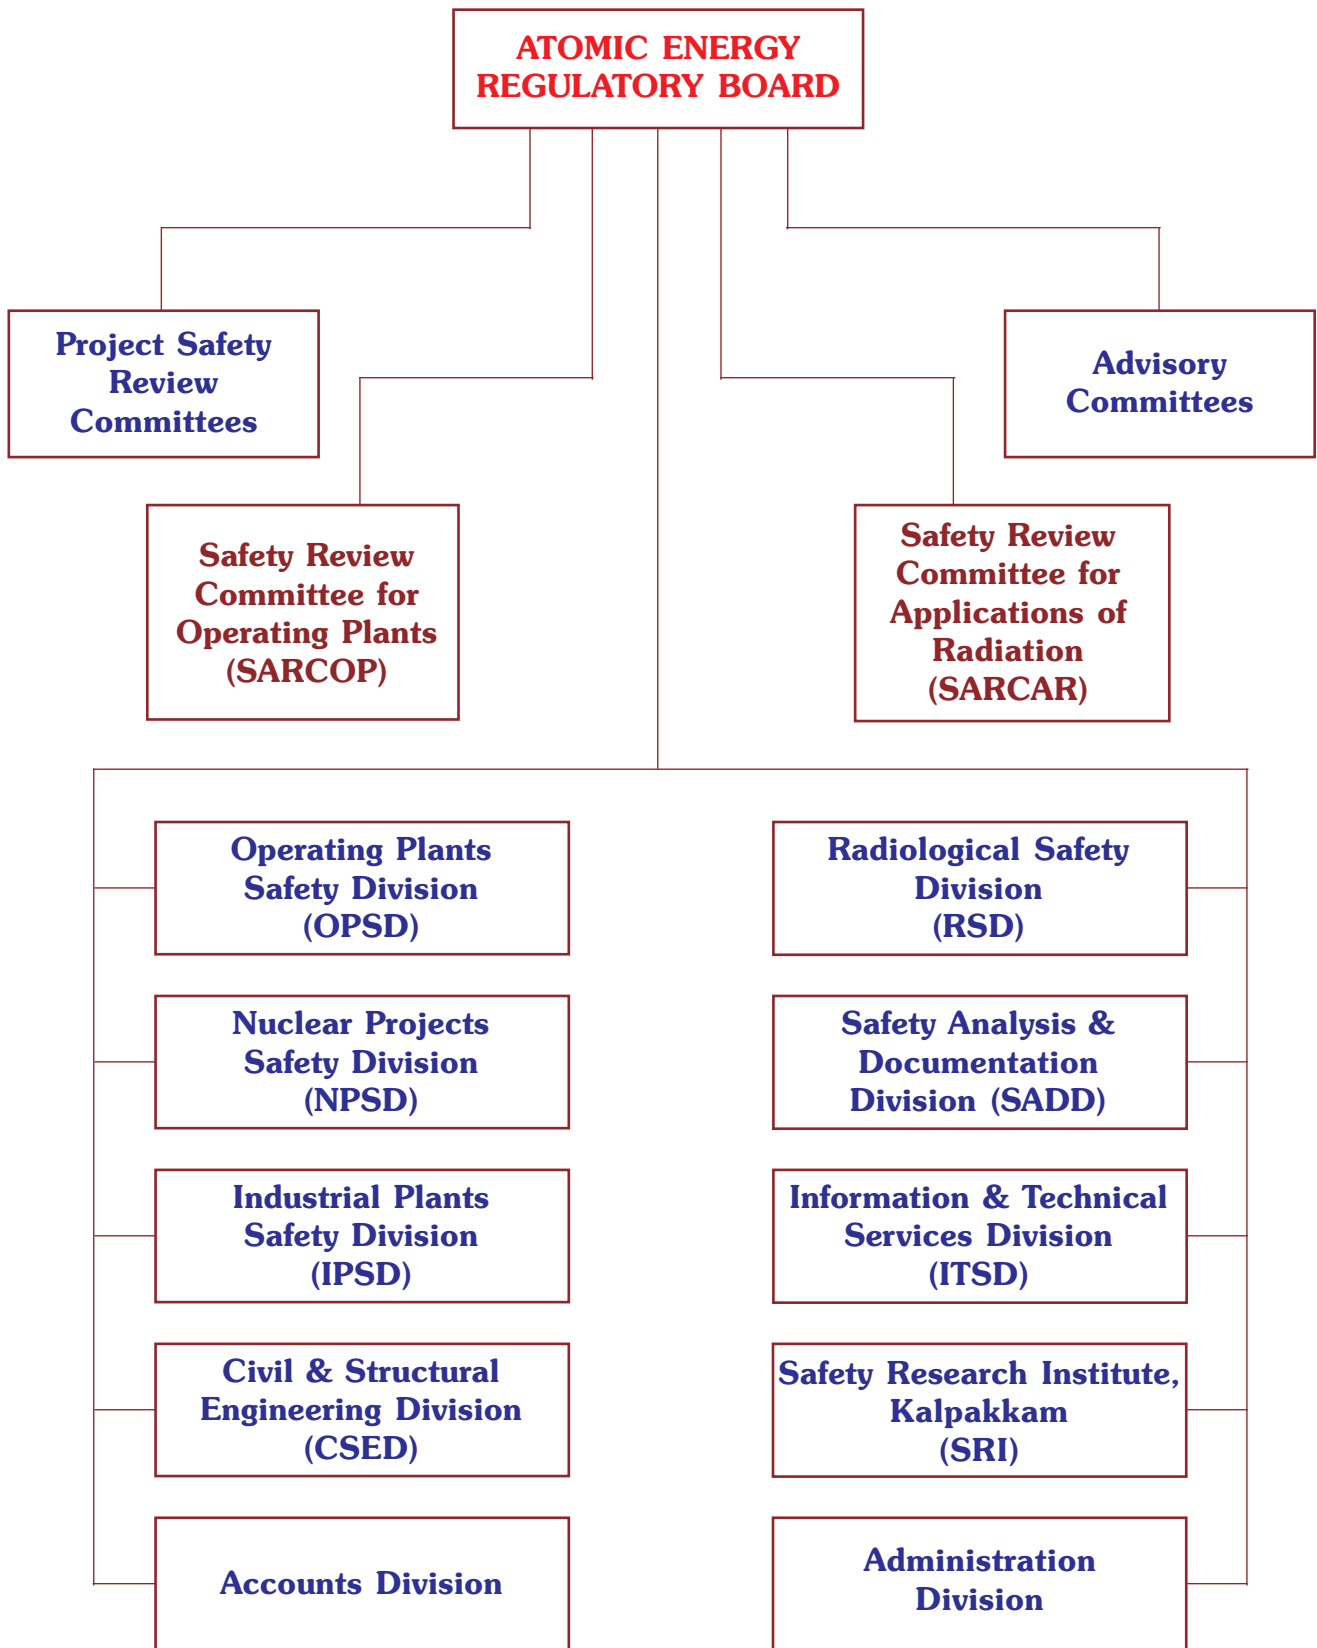 ATOMIC ENERGY
REGULATORY BOARD
Project Safety
Review
Committees
Advisory
Committees
Safety Review
Committee for
Operating Plants
(SARCOP)
Safety Review
Committee for
Applications of
Radiation
(SARCAR)
Operating Plants
Safety Division
(OPSD)
Radiological Safety
Division
(RSD)
Nuclear Projects
Safety Division
(NPSD)
Safety Analysis &
Documentation
Division (SADD)
Industrial Plants
Safety Division
(IPSD)
Information & Technical
Services Division
(ITSD)
Civil & Structural
Engineering Division
(CSED)
Safety Research Institute,
Kalpakkam
(SRI)
Accounts Division
Administration
Division